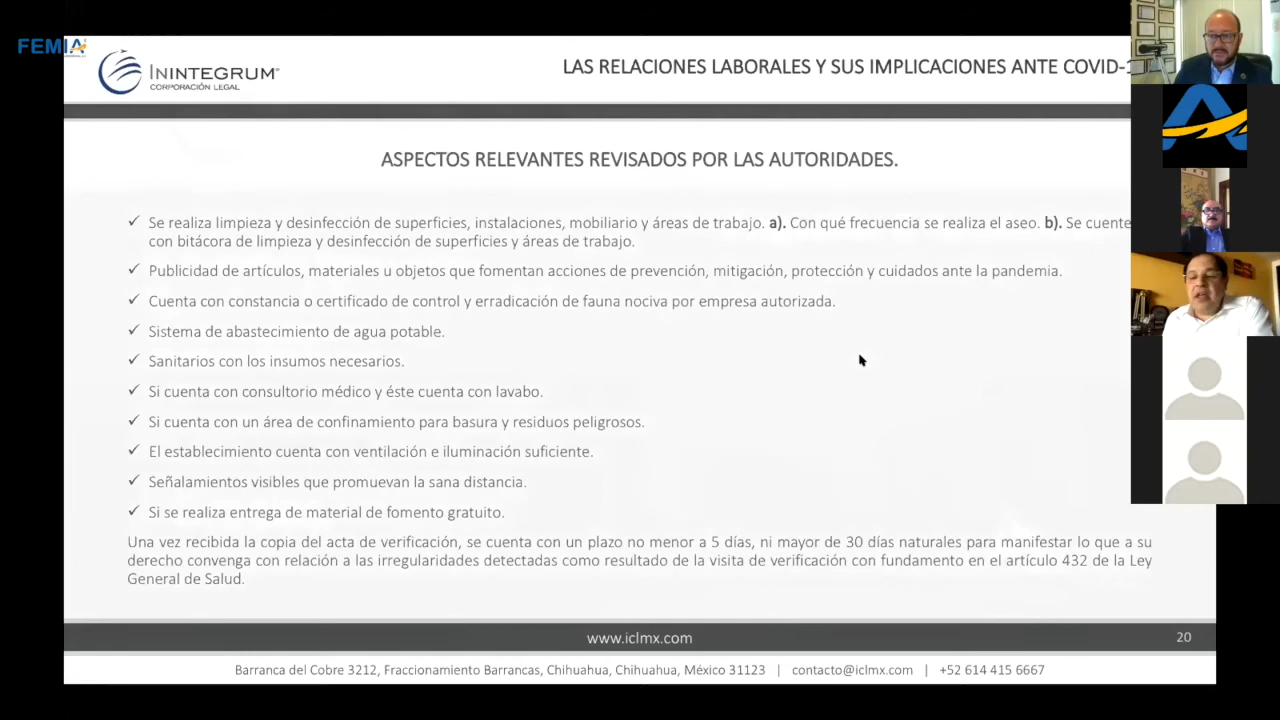 FEMIA
ININTEGRUM
CORPORACIÓN LEGAL
LAS RELACIONES LABORALES Y SUS IMPLICACIONES ANTE COVID-1
ASPECTOS RELEVANTES REVISADOS POR LAS AUTORIDADES.
✓ Se realiza limpieza y desinfección de superficies, instalaciones, mobiliario y áreas de trabajo. a). Con qué frecuencia se realiza el aseo. b). Se cuente
con bitácora de limpieza y desinfección de superficies y áreas de trabajo.
✓ Publicidad de artículos, materiales u objetos que fomentan acciones de prevención, mitigación, protección y cuidados ante la pandemia.
✓ Cuenta con constancia o certificado de control y erradicación de fauna nociva por empresa autorizada.
✓ Sistema de abastecimiento de agua potable.
✓ Sanitarios con los insumos necesarios.
✓ Si cuenta con consultorio médico y éste cuenta con lavabo.
✓ Si cuenta con un área de confinamiento para basura y residuos peligrosos.
✓ El establecimiento cuenta con ventilación e iluminación suficiente.
✓ Señalamientos visibles que promuevan la sana distancia.
✓ Si se realiza entrega de material de fomento gratuito.
Una vez recibida la copia del acta de verificación, se cuenta con un plazo no menor a 5 días, ni mayor de 30 días naturales para manifestar lo que a su
derecho convenga con relación a las irregularidades detectadas como resultado de la visita de verificación con fundamento en el artículo 432 de la Ley
General de Salud.
www.iclmx.com
20
Barranca del Cobre 3212, Fraccionamiento Barrancas, Chihuahua, Chihuahua, México 31123 | contacto@iclmx.com | +52 614 415 6667